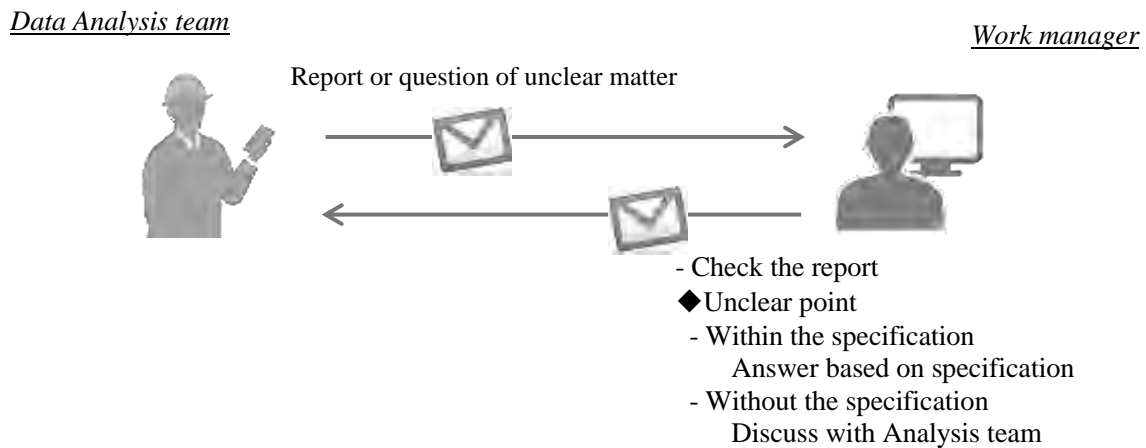 Data Analysis team
Work manager
Report or question of unclear matter
- Check the report
◆Unclear point
- Within the specification
Answer based on specification
- Without the specification
Discuss with Analysis team